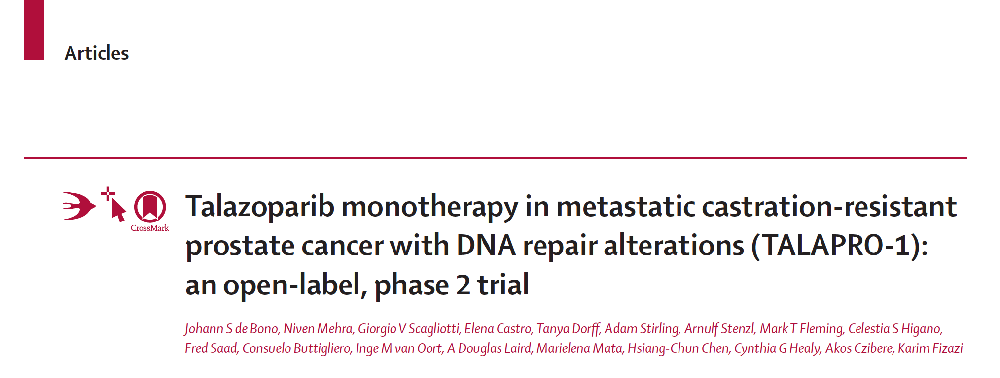 Articles
CrossMark
Talazoparib monotherapy in metastatic castration-resistant
prostate cancer with DNA repair alterations (TALAPRO-1):
an open-label, phase 2 trial
Johann S de Bono, Niven Mehra, Giorgio V Scagliotti, Elena Castro, Tanya Dorff, Adam Stirling, Arnulf Stenzl, Mark T Fleming, Celestia S Higano,
Fred Saad, Consuelo Buttigliero, Inge M van Oort, A Douglas Laird, Marielena Mata, Hsiang-Chun Chen, Cynthia G Healy, Akos Czibere, Karim Fizazi